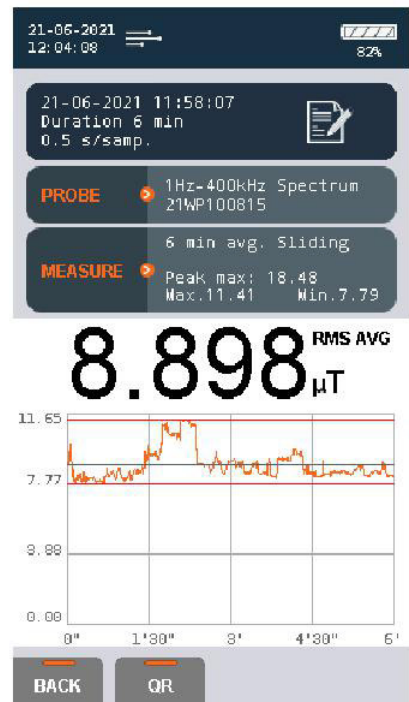 21-06-2021
12:04:08
82%
21-06-2021 11:58:07
Duration 6 min
0.5 s/samp.
PROBE
1Hz-400kHz Spectrum
21WP100815
MEASURE
6 min avg. Sliding
Peak max: 18.48
Max.11.41 Min.7.79
8.898 RMS AVG
µT
11.65
7.77
3.88
0.00
0" 1'30" 3' 4'30" 6'
BACK QR